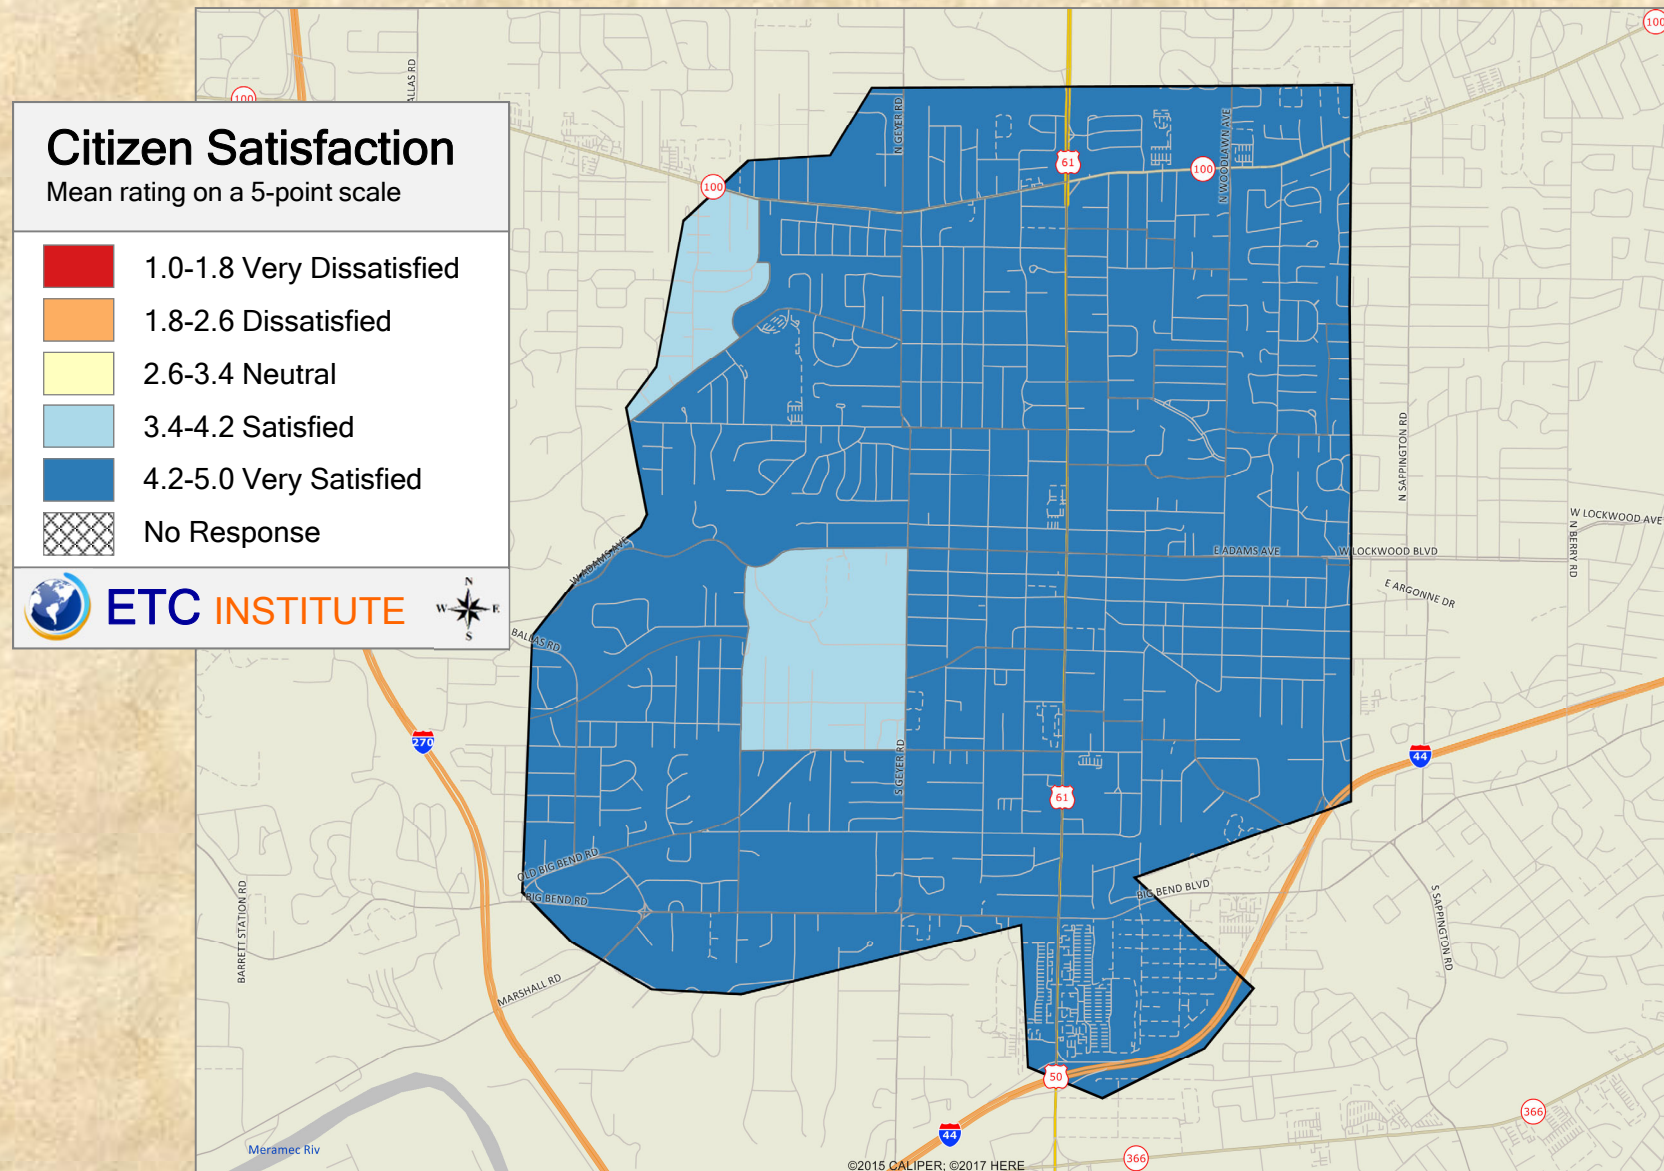 Citizen Satisfaction
Mean rating on a 5-point scale
1.0-1.8 Very Dissatisfied
1.8-2.6 Dissatisfied
2.6-3.4 Neutral
3.4-4.2 Satisfied
4.2-5.0 Very Satisfied
No Response
ETC INSTITUTE
N
W E
S
100
100
ALLAS RD
N GEYER RD
61
100
N WOODLAWN AVE
100
N SAPPINGTON RD
W LOCKWOOD AVE
N BERRY RD
E ADAMS AVE
W LOCKWOOD BLVD
E ARGONNE DR
W ADAMS AVE
BALLAS RD
270
S GEYER RD
44
61
OLD BIG BEND RD
BIG BEND RD
BIG BEND BLVD
BARRETT STATION RD
S SAPPINGTON RD
MARSHALL RD
50
366
44
Meramec Riv
366
©2015 CALIPER; ©2017 HERE